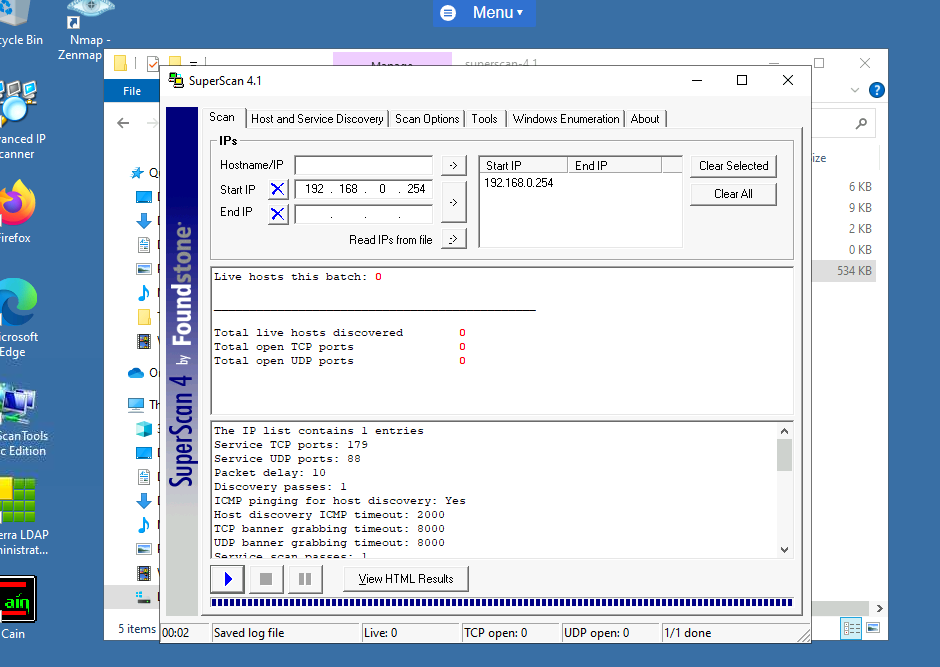 Menu
cycle Bin
Nmap -
Zenmap
vanced IP
canner
irefox
icrosoft
Edge
ScanTools
c Edition
erra LDAP
ministrat...
Cain
superscan-4.1
File
ize
6 KB
9 KB
2 KB
0 KB
534 KB
5 items
SuperScan 4.1
Scan
Host and Service Discovery
Scan Options
Tools
Windows Enumeration
About
SuperScan 4 by Foundstone
IPs
Hostname/IP
->
Start IP
192 . 168 . 0 . 254
->
End IP
. . .
Read IPs from file
->
Start IP End IP
192.168.0.254
Clear Selected
Clear All
Live hosts this batch: 0
Total live hosts discovered 0
Total open TCP ports 0
Total open UDP ports 0
The IP list contains 1 entries
Service TCP ports: 179
Service UDP ports: 88
Packet delay: 10
Discovery passes: 1
ICMP pinging for host discovery: Yes
Host discovery ICMP timeout: 2000
TCP banner grabbing timeout: 8000
UDP banner grabbing timeout: 8000
Service scan passes: 1
View HTML Results
00:02 Saved log file Live: 0 TCP open: 0 UDP open: 0 1/1 done